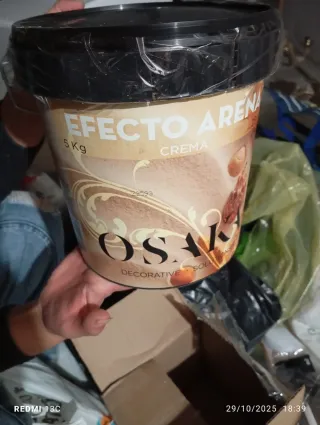 EFECTO ARENA
5 Kg
CREMA
OSAK
DECORATIVE
REDMI 13C
29/10/2025 18:39